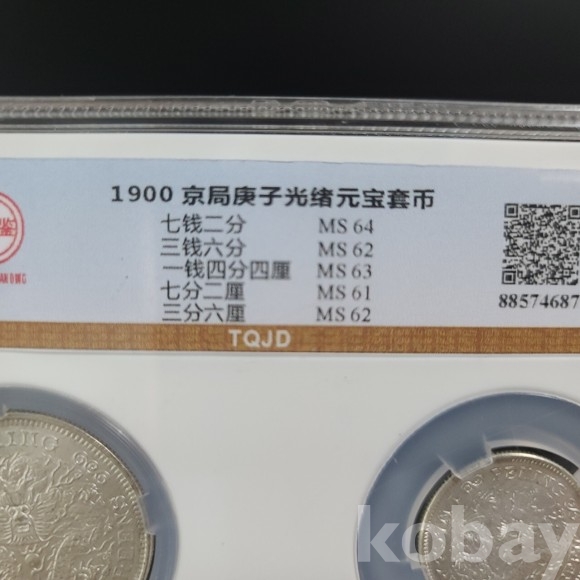 1900 京局庚子光绪元宝套币
七钱二分 MS 64
三钱六分 MS 62
一钱四分四厘 MS 63
七分二厘 MS 61
三分六厘 MS 62
88574687
TQJD
鉴
kobay